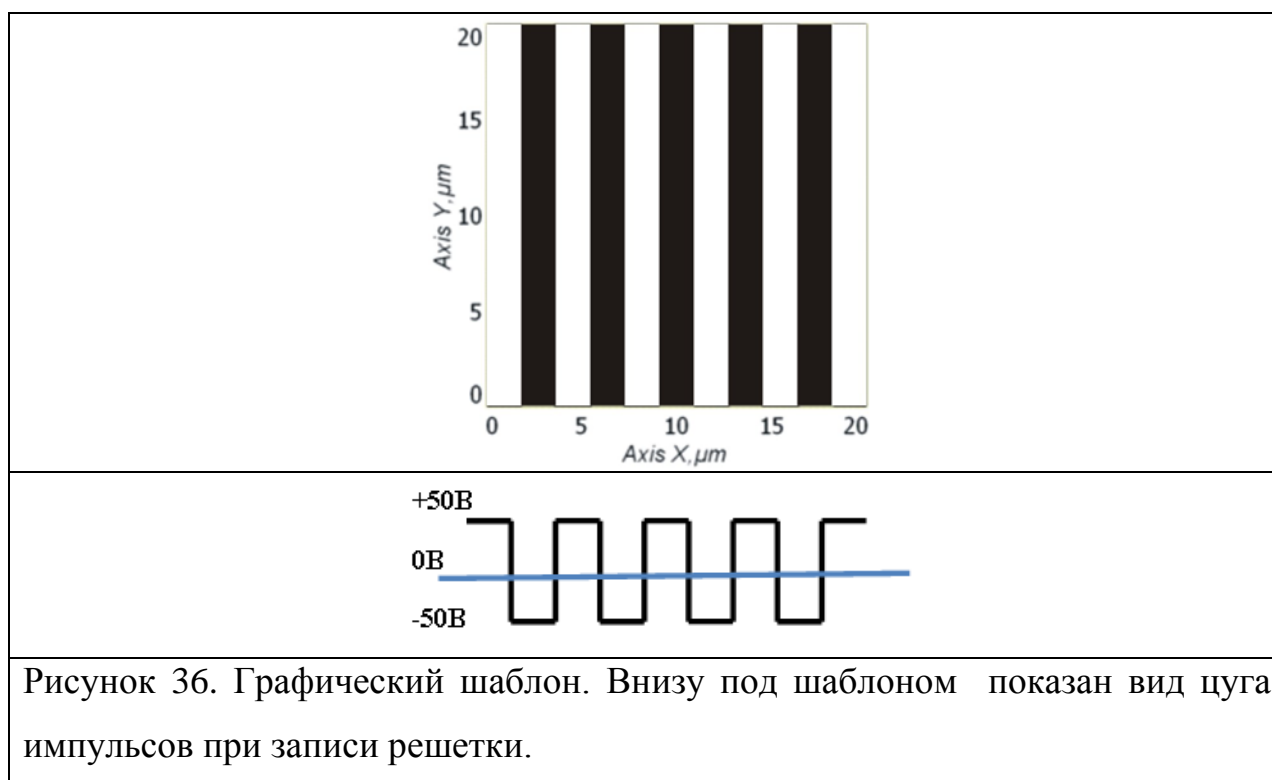 20
15
10
5
0
Axis Y,µm
0 5 10 15 20
Axis X,µm
+50В
0В
-50В
Рисунок 36. Графический шаблон. Внизу под шаблоном показан вид цуга
импульсов при записи решетки.